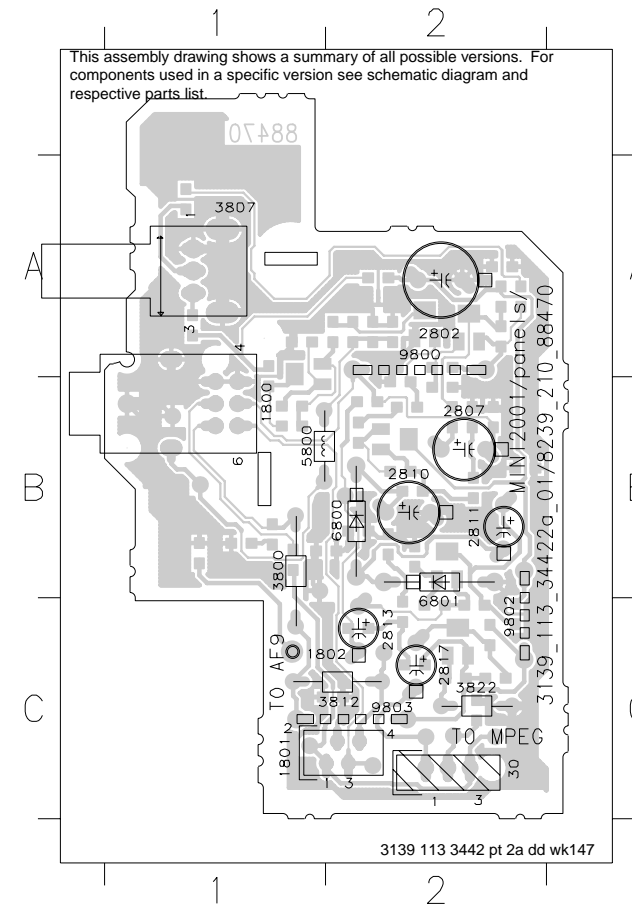 1
2
This assembly drawing shows a summary of all possible versions. For
components used in a specific version see schematic diagram and
respective parts list.
88470
1
3807
A
A
3
2802
4
9800
1800
2807
5800
MINI2001/panels/
3139_113_34422a_01/8239_210_88470
B
B
6
2810
6800
2811
3800
6801
9802
2813
TO AF9
1802
2817
C
C
3812
9803
3822
2
4
TO MPEG
1801
1
3
30
1
3
3139 113 3442 pt 2a dd wk147
1
2